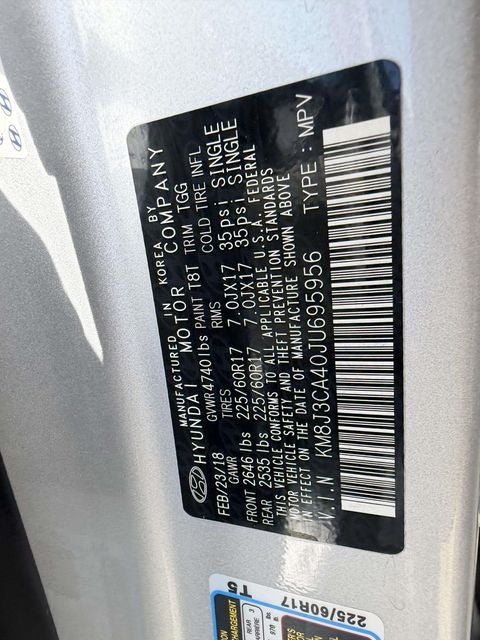 MANUFACTURED IN KOREA BY
HYUNDAI MOTOR COMPANY
FEB/23/18 GVWR 4740lbs PAINT T8T TRIM TGG
GAWR TIRES RIMS COLD TIRE INFL
FRONT 2646 lbs 225/60R17 7.0JX17 35psi SINGLE
REAR 2535 lbs 225/60R17 7.0JX17 35psi SINGLE
THIS VEHICLE CONFORMS TO ALL APPLICABLE U.S.A. FEDERAL
MOTOR VEHICLE SAFETY AND THEFT PREVENTION STANDARDS
IN EFFECT ON THE DATE OF MANUFACTURE SHOWN ABOVE
V.I.N KM8J3CA40JU695956 TYPE : MPV
REAR 3
225/60R17
T5